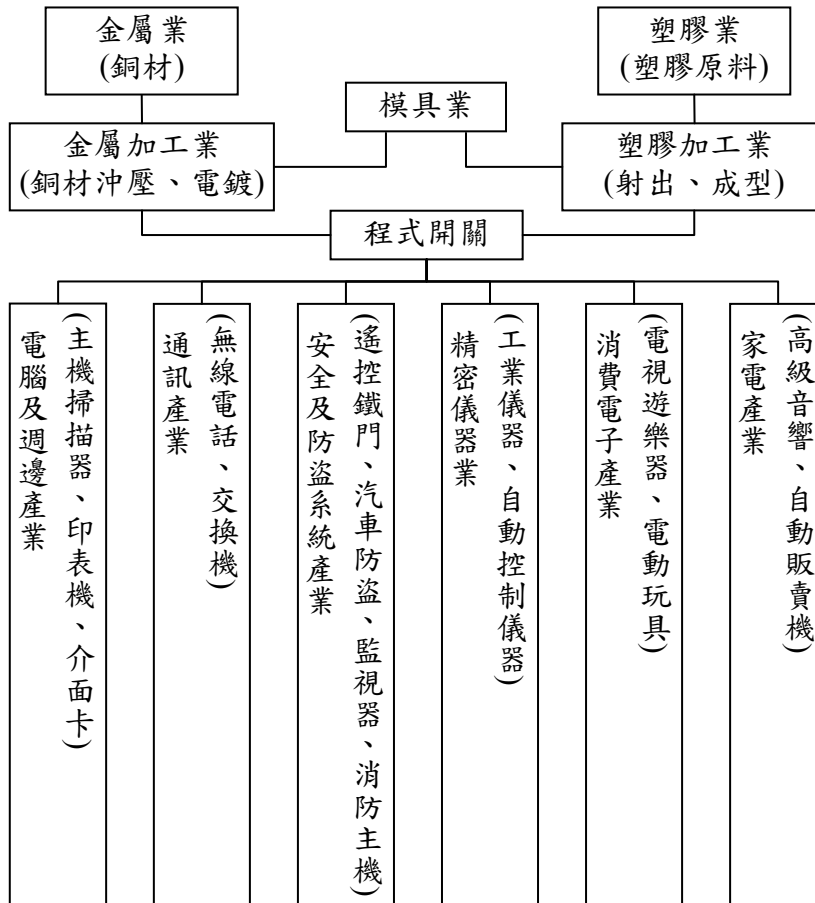 金屬業
(銅材)
塑膠業
(塑膠原料)
模具業
金屬加工業
(銅材沖壓、電鍍)
塑膠加工業
(射出、成型)
程式開關
電腦及週邊產業
(主機掃描器、印表機、介面卡)
通訊產業
(無線電話、交換機)
安全及防盜系統產業
(遙控鐵門、汽車防盜、監視器、消防主機)
精密儀器業
(工業儀器、自動控制儀器)
消費電子產業
(電視遊樂器、電動玩具)
家電產業
(高級音響、自動販賣機)